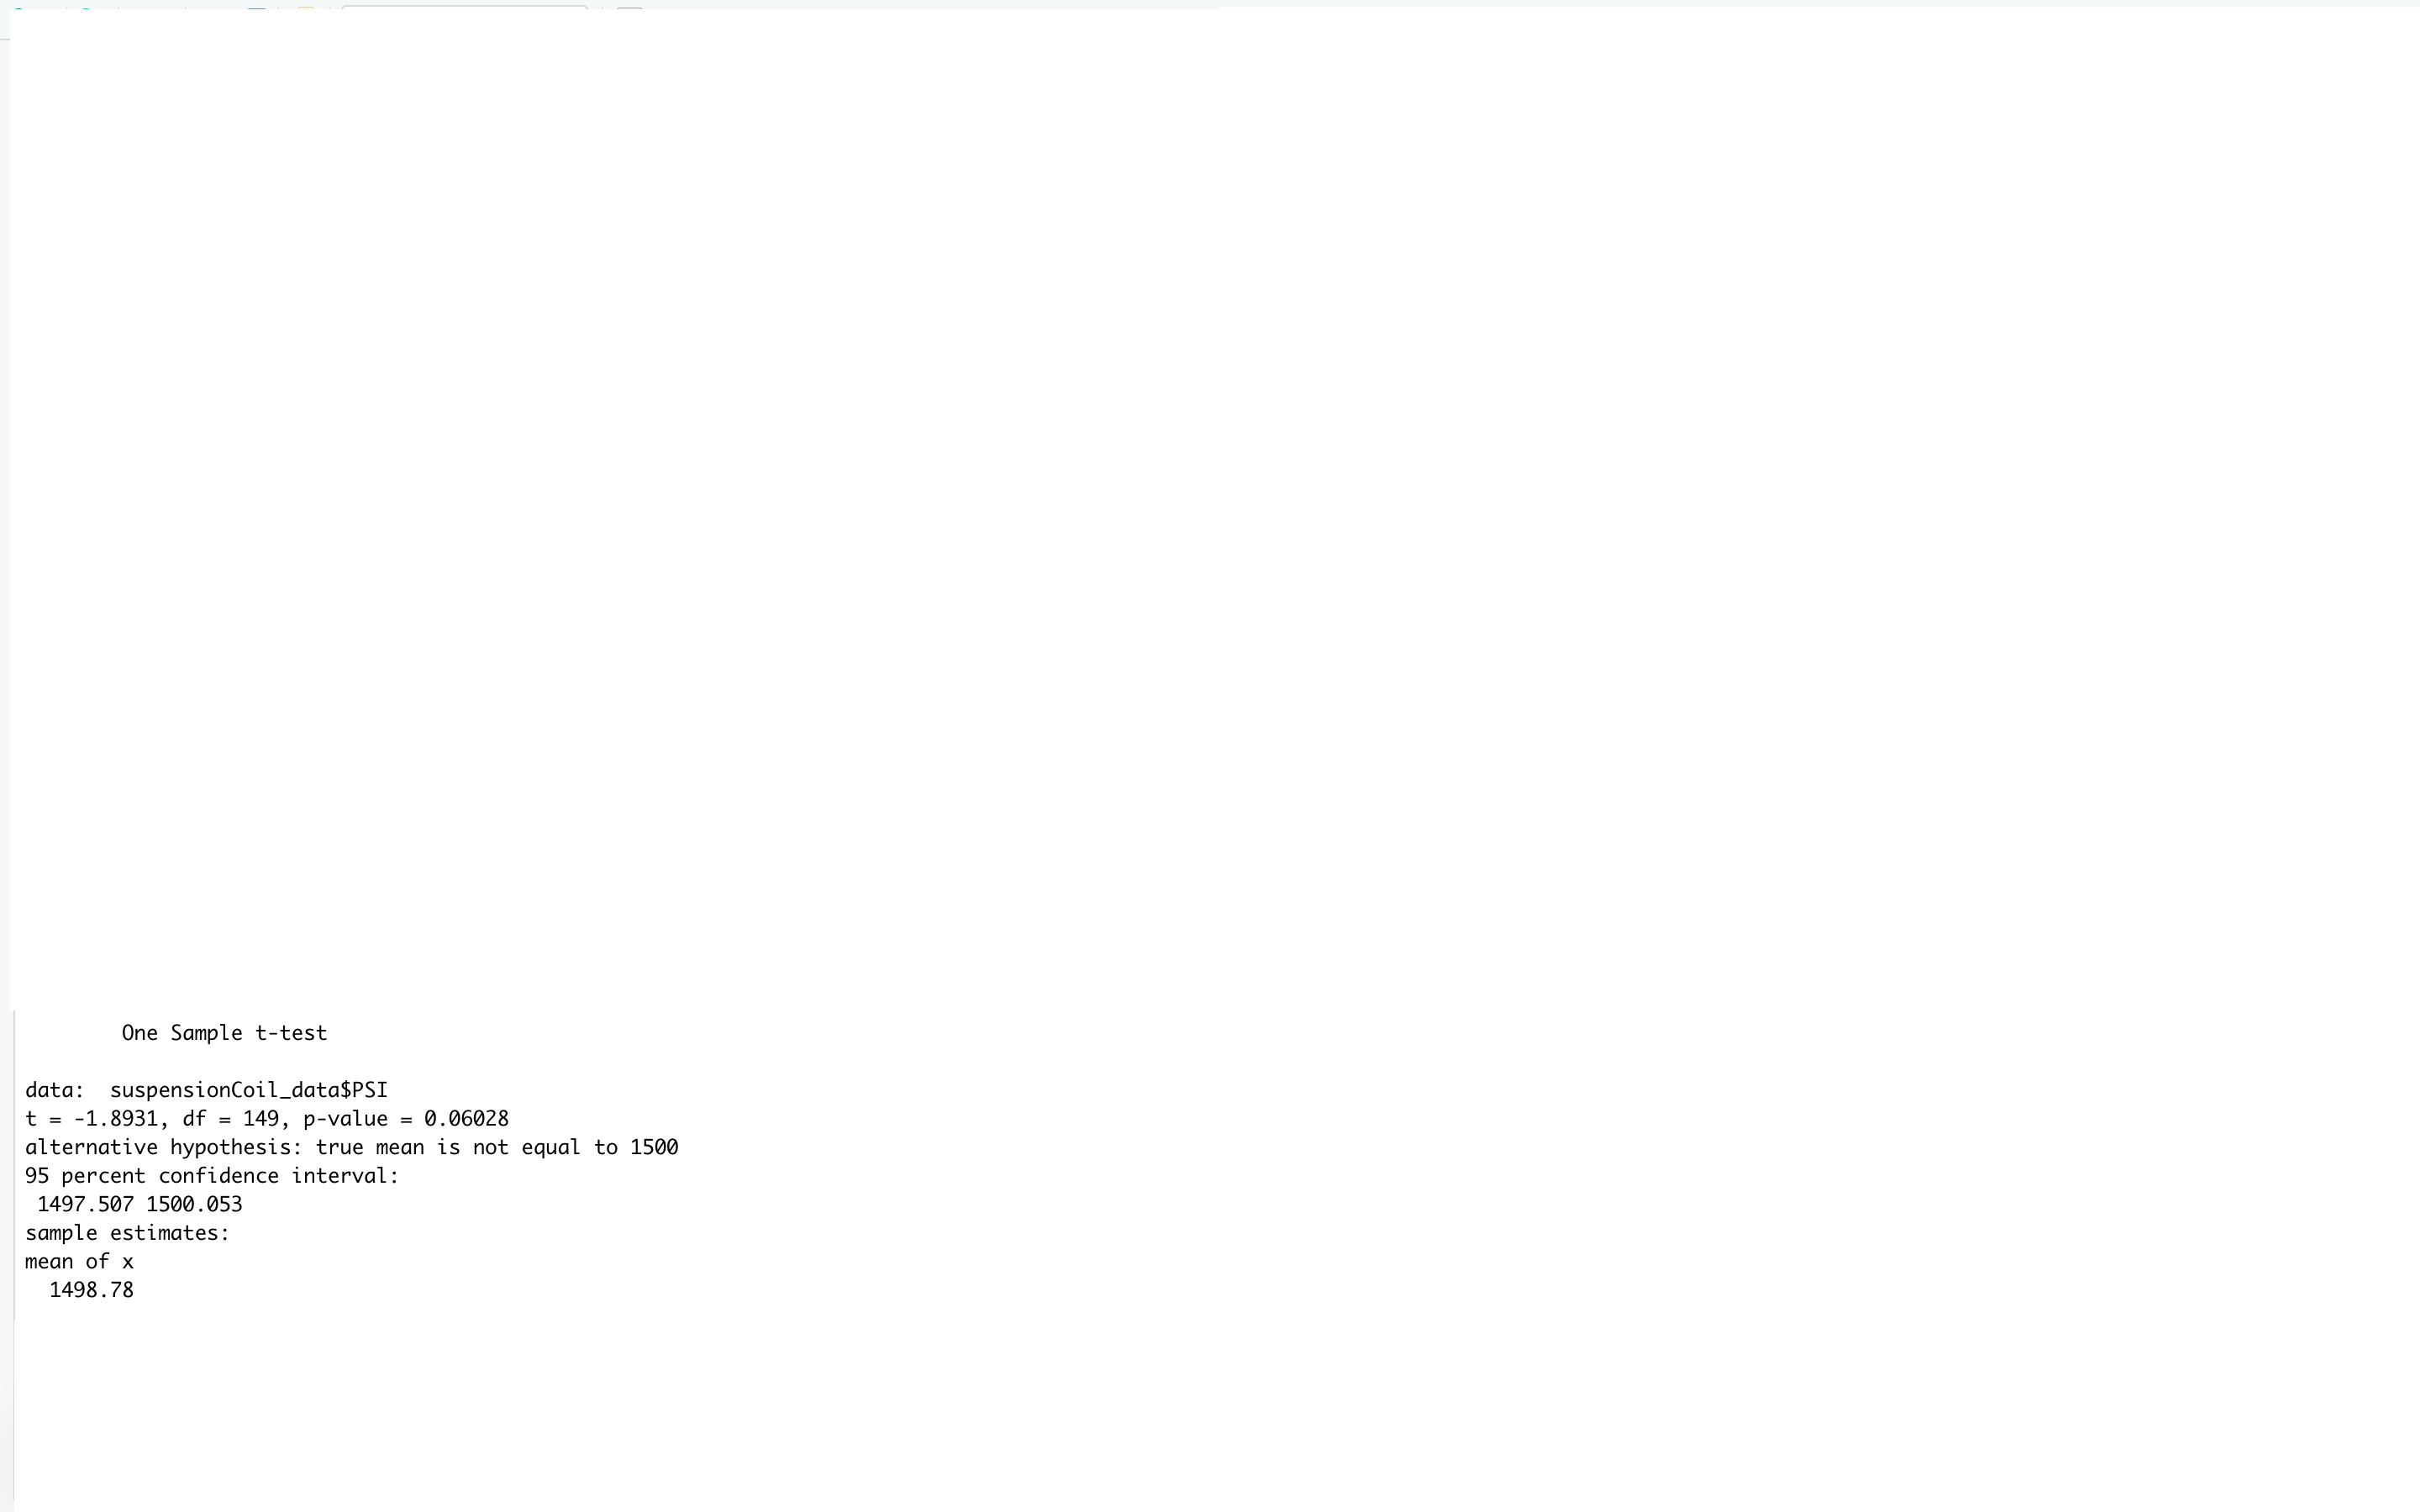 One Sample t-test
data:  suspensionCoil_data$PSI
t = -1.8931, df = 149, p-value = 0.06028
alternative hypothesis: true mean is not equal to 1500
95 percent confidence interval:
 1497.507 1500.053
sample estimates:
mean of x
  1498.78